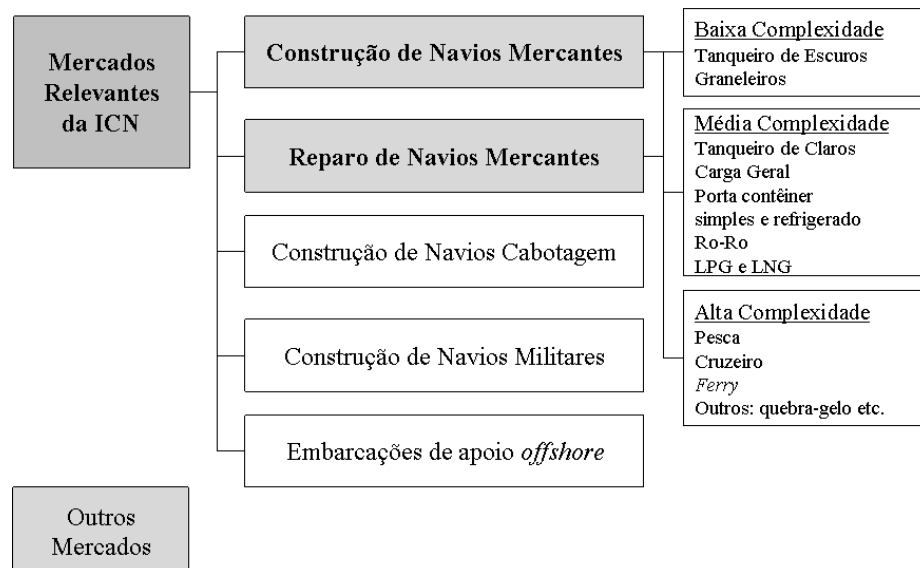 Mercados
Relevantes
da ICN
Construção de Navios Mercantes
Reparo de Navios Mercantes
Construção de Navios Cabotagem
Construção de Navios Militares
Embarcações de apoio offshore
Baixa Complexidade
Tanqueiro de Escuros
Graneleiros
Média Complexidade
Tanqueiro de Claros
Carga Geral
Porta contêiner
simples e refrigerado
Ro-Ro
LPG e LNG
Alta Complexidade
Pesca
Cruzeiro
Ferry
Outros: quebra-gelo etc.
Outros
Mercados